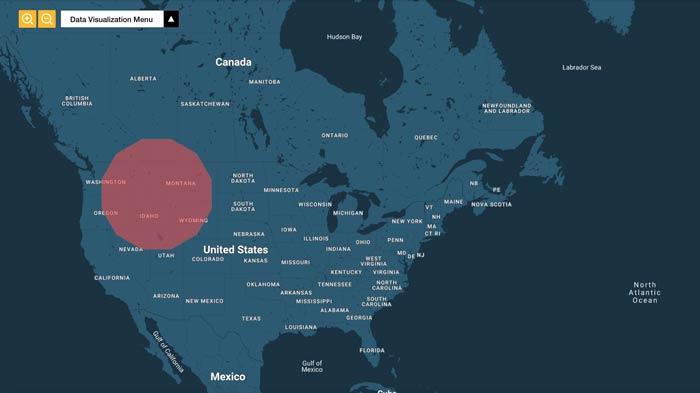 Data Visualization Menu
Hudson Bay
Canada
Labrador Sea
ALBERTA
MANITOBA
BRITISH
COLUMBIA
SASKATCHEWAN
NEWFOUNDLAND
AND LABRADOR
ONTARIO
QUEBEC
WASHINGTON
MONTANA
NORTH
DAKOTA
MINNESOTA
NB
PE
OREGON
IDAHO
WYOMING
SOUTH
DAKOTA
WISCONSIN
MICHIGAN
VT
MAINE
NOVA SCOTIA
NEW YORK
NH
MA
CT RI
NEBRASKA
IOWA
ILLINOIS
OHIO
PENN
NEVADA
UTAH
United States
COLORADO
KANSAS
MISSOURI
INDIANA
WEST
VIRGINIA
MD
DE
NJ
KENTUCKY
VIRGINIA
CALIFORNIA
OKLAHOMA
TENNESSEE
NORTH
CAROLINA
ARIZONA
NEW MEXICO
ARKANSAS
MISSISSIPPI
SOUTH
CAROLINA
ALABAMA
GEORGIA
TEXAS
LOUISIANA
North
Atlantic
Ocean
Gulf of California
FLORIDA
Gulf of
Mexico
Mexico
Cuba